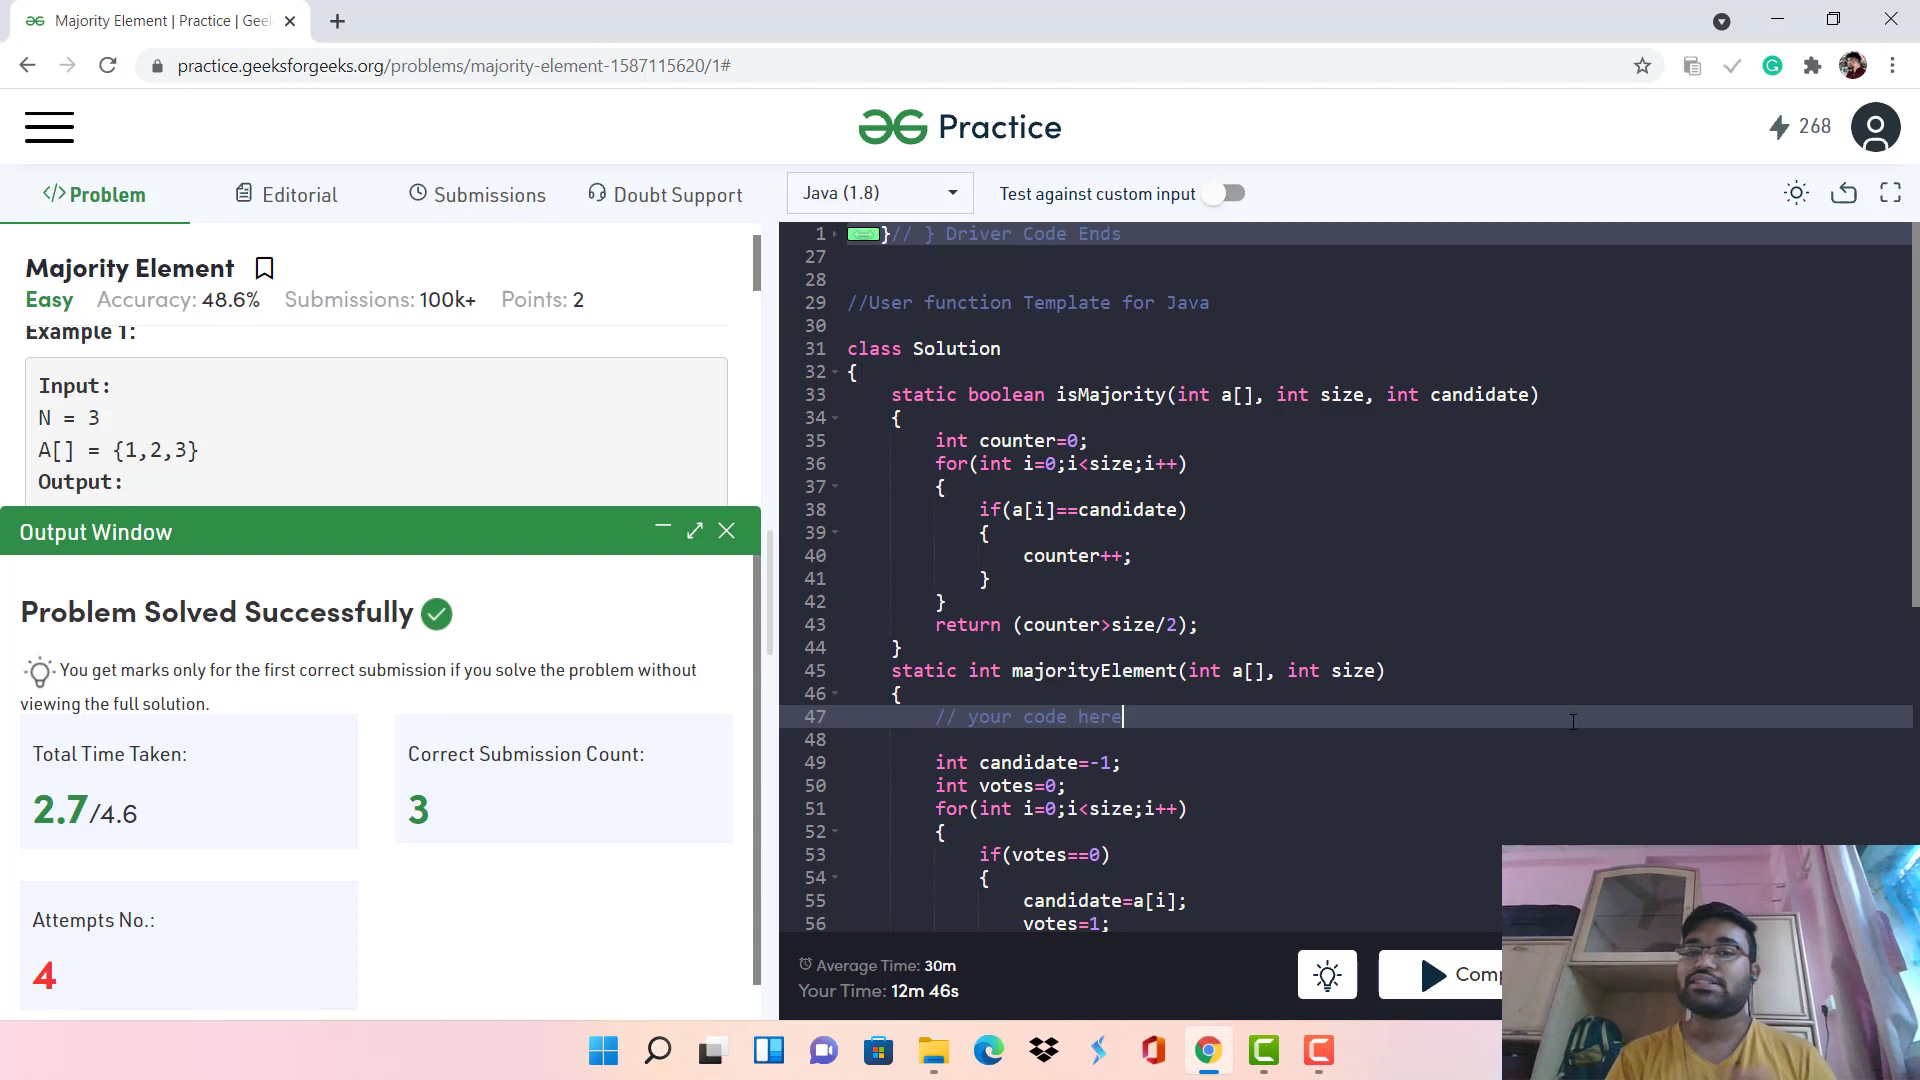 Majority Element | Practice | Gee
practice.geeksforgeeks.org/problems/majority-element-1587115620/1#
Practice
268
</> Problem
Editorial
Submissions
Doubt Support
Java (1.8)
Test against custom input
Majority Element
Easy Accuracy: 48.6% Submissions: 100k+ Points: 2
Example 1:
Input:
N = 3
A[] = {1,2,3}
Output:
Output Window
Problem Solved Successfully
You get marks only for the first correct submission if you solve the problem without
viewing the full solution.
Total Time Taken:
2.7/4.6
Correct Submission Count:
3
Attempts No.:
4
1 }// } Driver Code Ends
27
28
29 //User function Template for Java
30
31 class Solution
32 {
33 static boolean isMajority(int a[], int size, int candidate)
34 {
35 int counter=0;
36 for(int i=0;i<size;i++)
37 {
38 if(a[i]==candidate)
39 {
40 counter++;
41 }
42 }
43 return (counter>size/2);
44 }
45 static int majorityElement(int a[], int size)
46 {
47 // your code here
48
49 int candidate=-1;
50 int votes=0;
51 for(int i=0;i<size;i++)
52 {
53 if(votes==0)
54 {
55 candidate=a[i];
56 votes=1;
Average Time: 30m
Your Time: 12m 46s
Comp